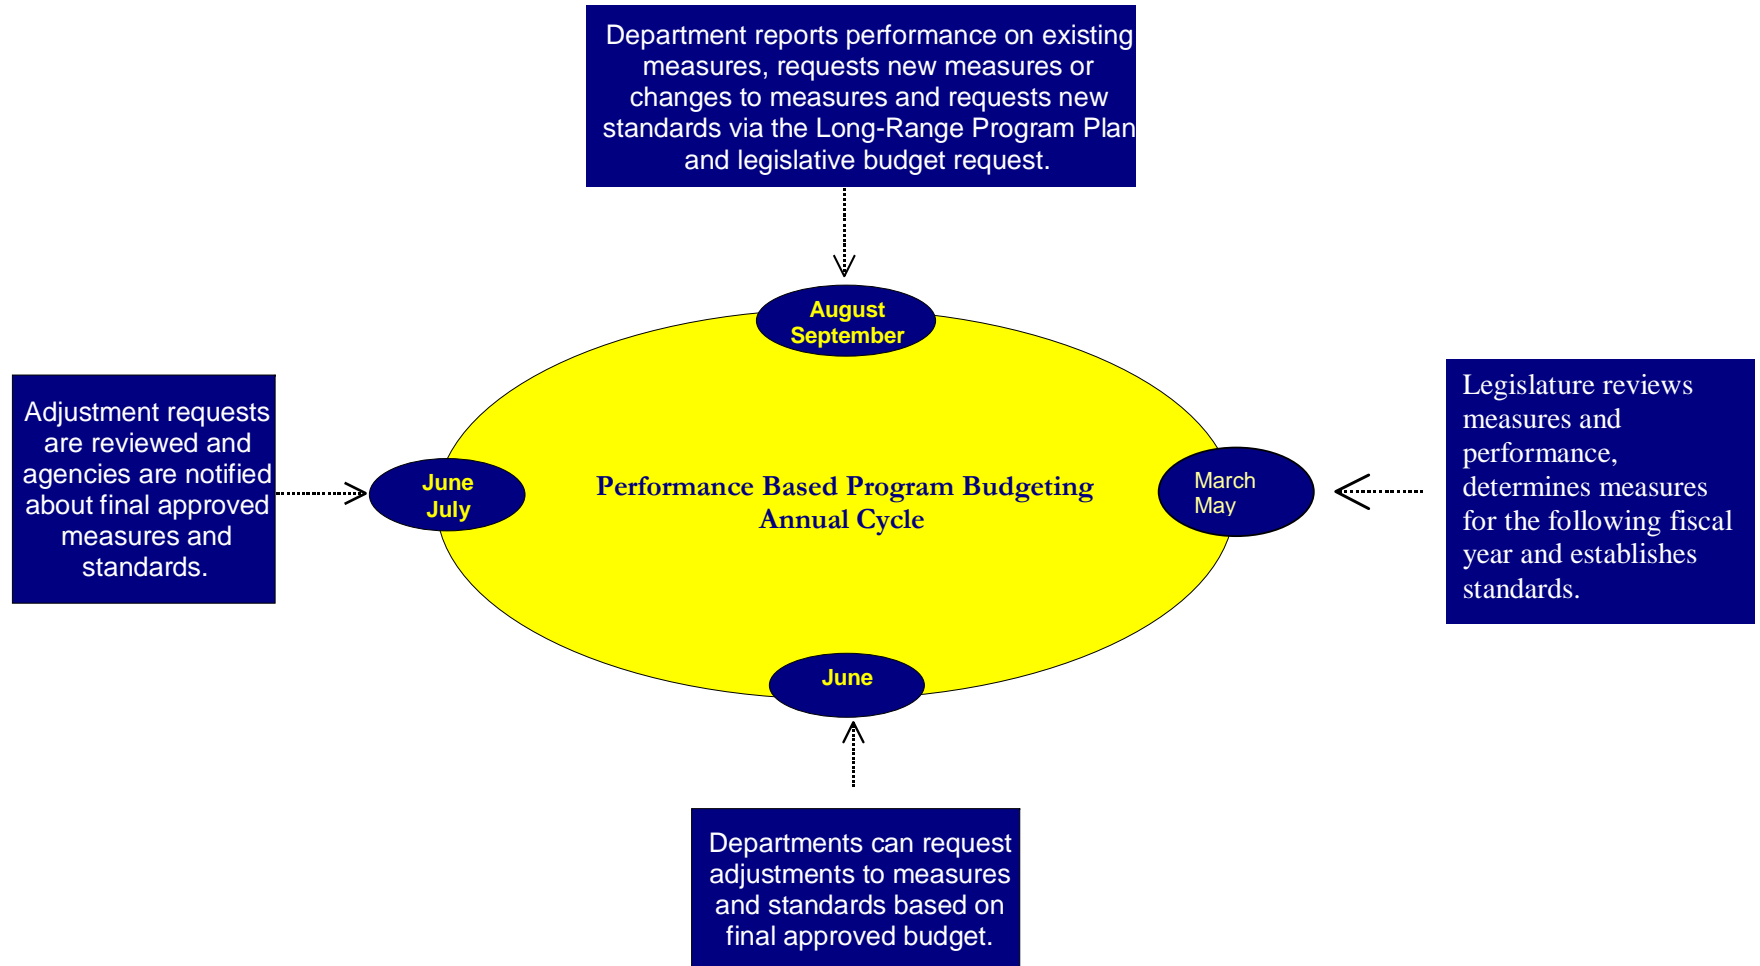 Department reports performance on existing
measures, requests new measures or
changes to measures and requests new
standards via the Long-Range Program Plan
and legislative budget request.
August
September
Adjustment requests
are reviewed and
agencies are notified
about final approved
measures and
standards.
June
July
Performance Based Program Budgeting
Annual Cycle
March
May
Legislature reviews
measures and
performance,
determines measures
for the following fiscal
year and establishes
standards.
June
Departments can request
adjustments to measures
and standards based on
final approved budget.